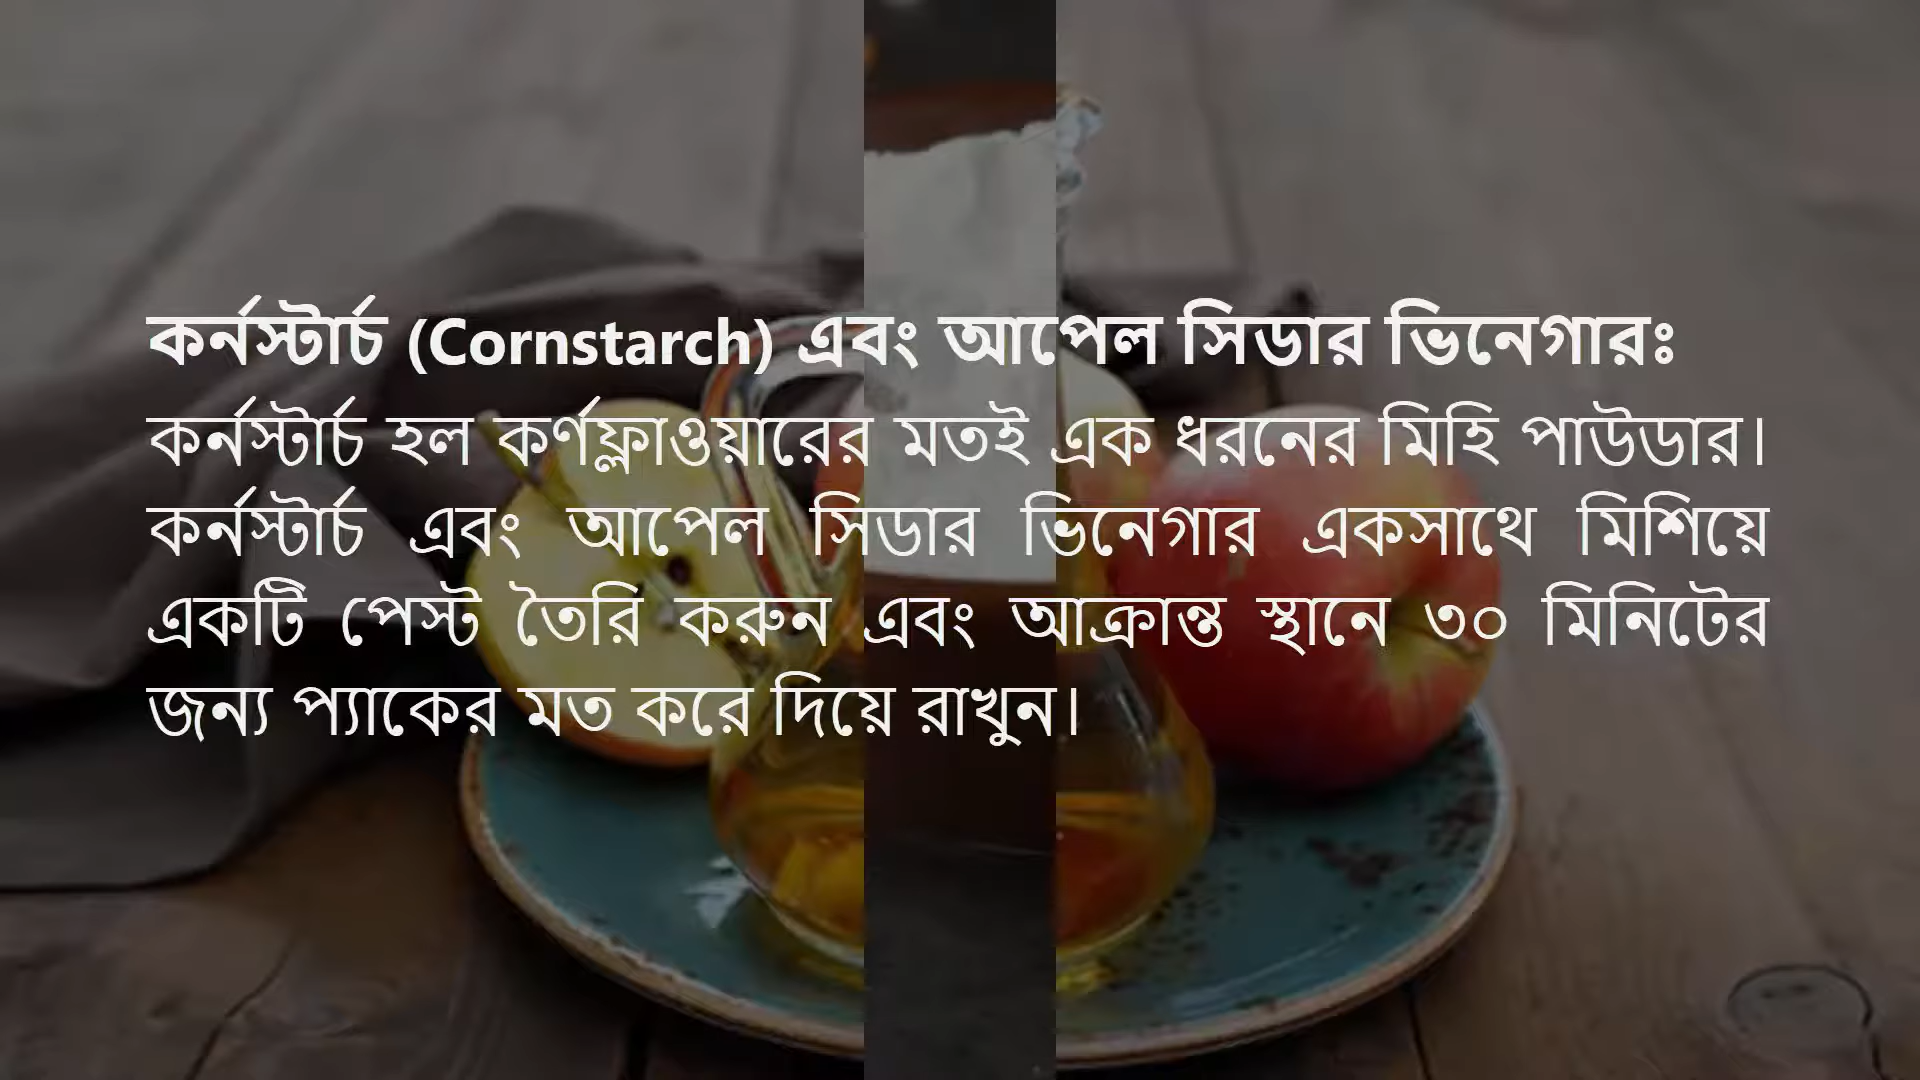 কর্নস্টার্চ (Cornstarch) এবং আপেল সিডার ভিনেগারঃ
কর্নস্টার্চ হল কর্ণফ্লাওয়ারের মতই এক ধরনের মিহি পাউডার।
কর্নস্টার্চ এবং আপেল সিডার ভিনেগার একসাথে মিশিয়ে
একটি পেস্ট তৈরি করুন এবং আক্রান্ত স্থানে ৩০ মিনিটের
জন্য প্যাকের মত করে দিয়ে রাখুন।